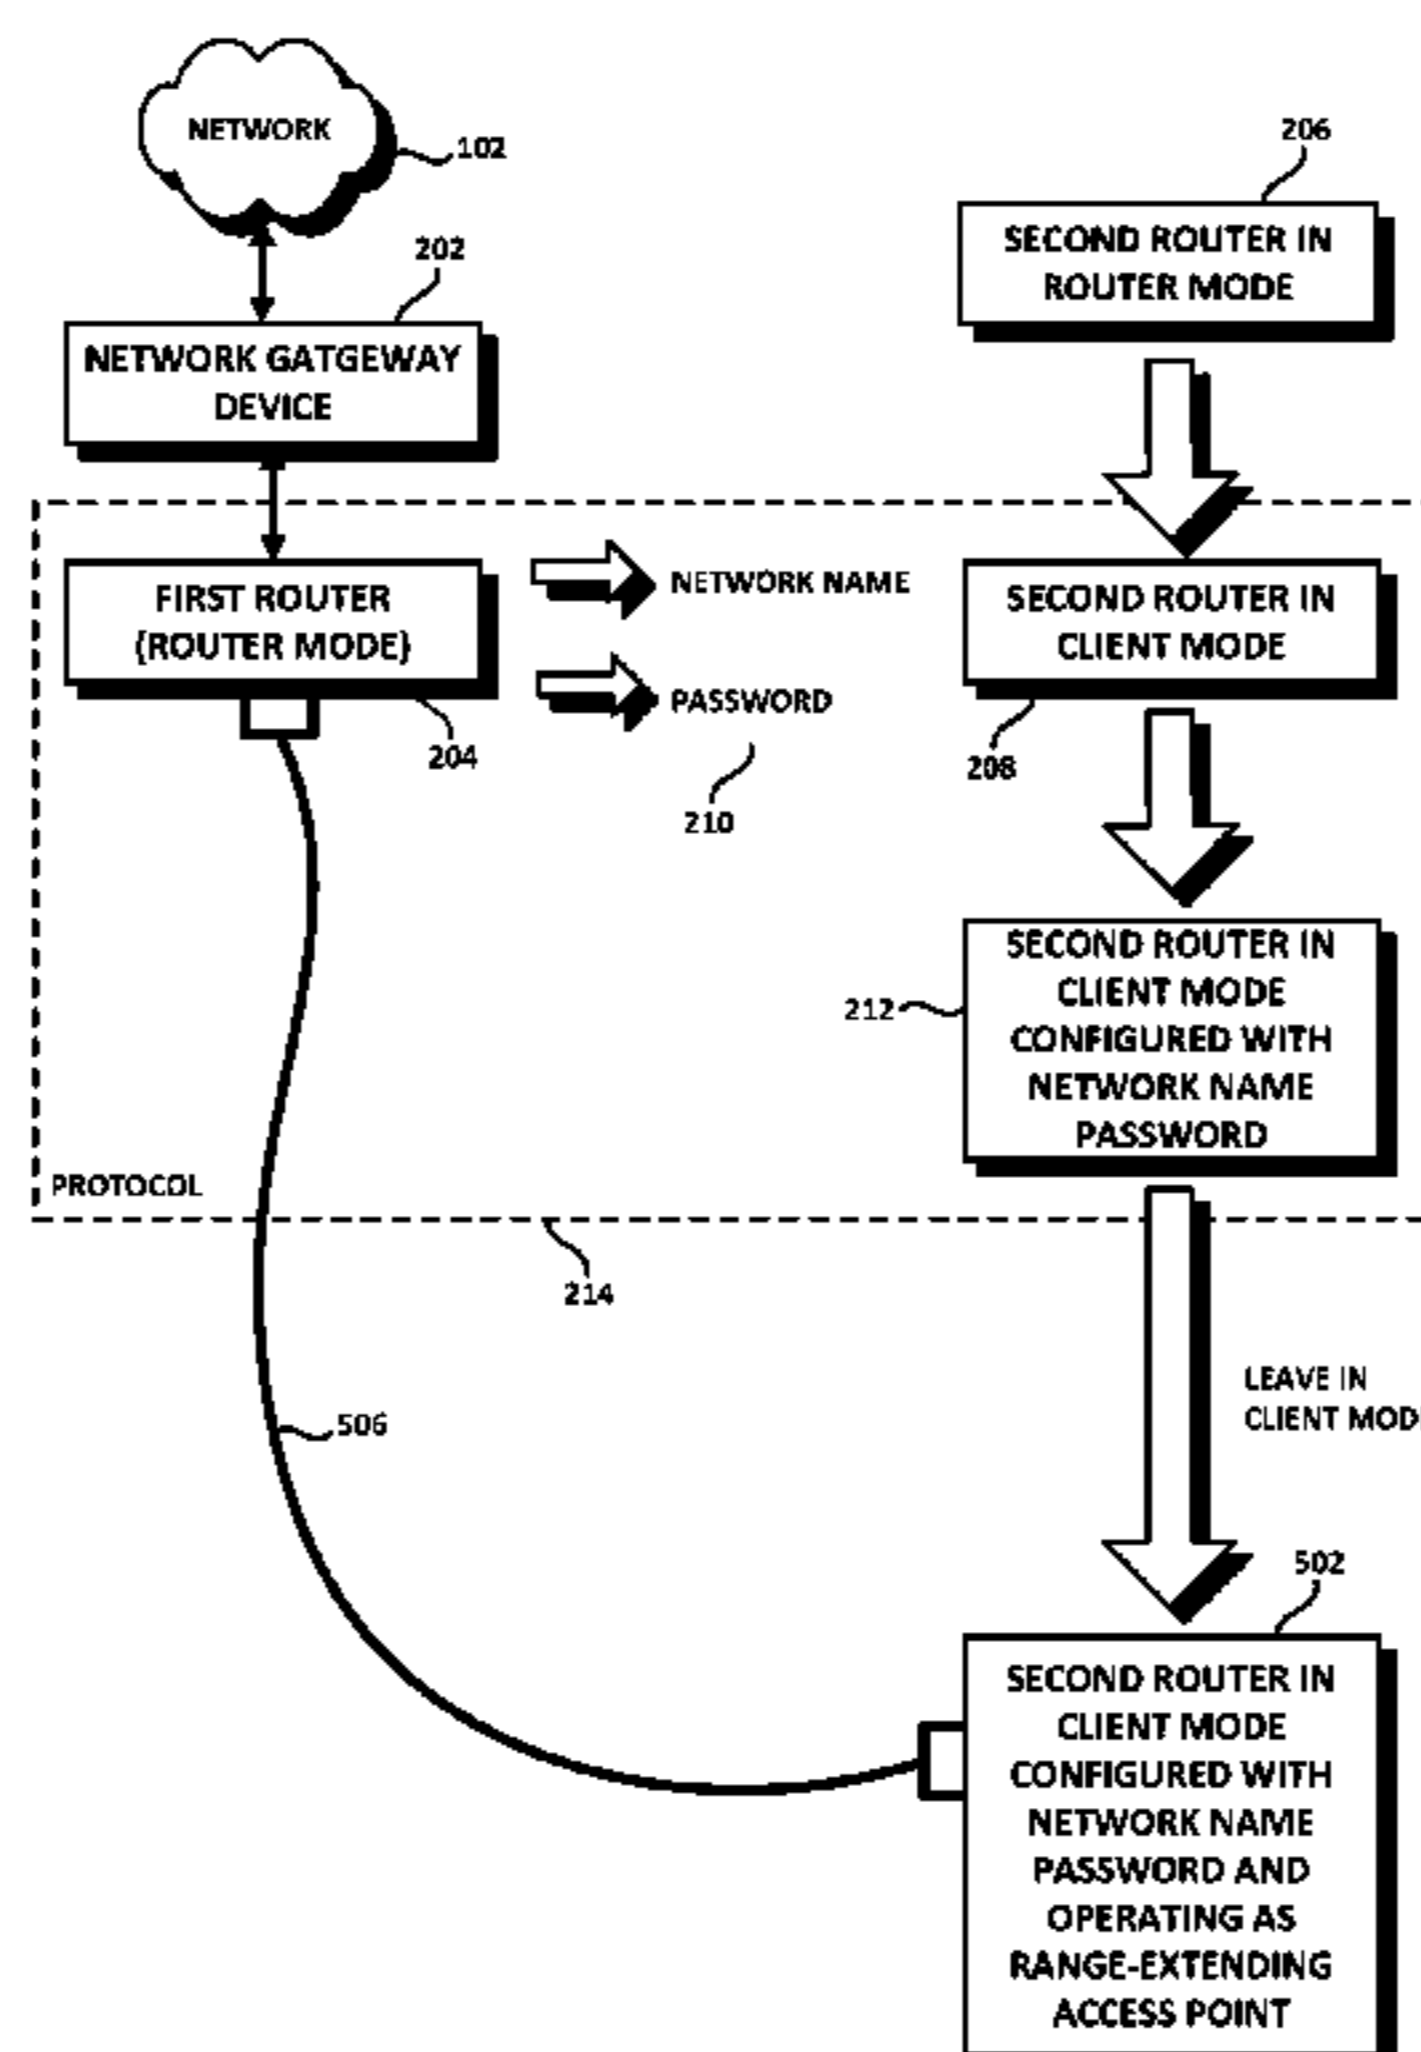 NETWORK
102
206
SECOND ROUTER IN
ROUTER MODE
202
NETWORK GATGEWAY
DEVICE
FIRST ROUTER
(ROUTER MODE)
204
NETWORK NAME
PASSWORD
210
SECOND ROUTER IN
CLIENT MODE
208
212
SECOND ROUTER IN
CLIENT MODE
CONFIGURED WITH
NETWORK NAME
PASSWORD
PROTOCOL
214
LEAVE IN
CLIENT MOD
506
502
SECOND ROUTER IN
CLIENT MODE
CONFIGURED WITH
NETWORK NAME
PASSWORD AND
OPERATING AS
RANGE-EXTENDING
ACCESS POINT